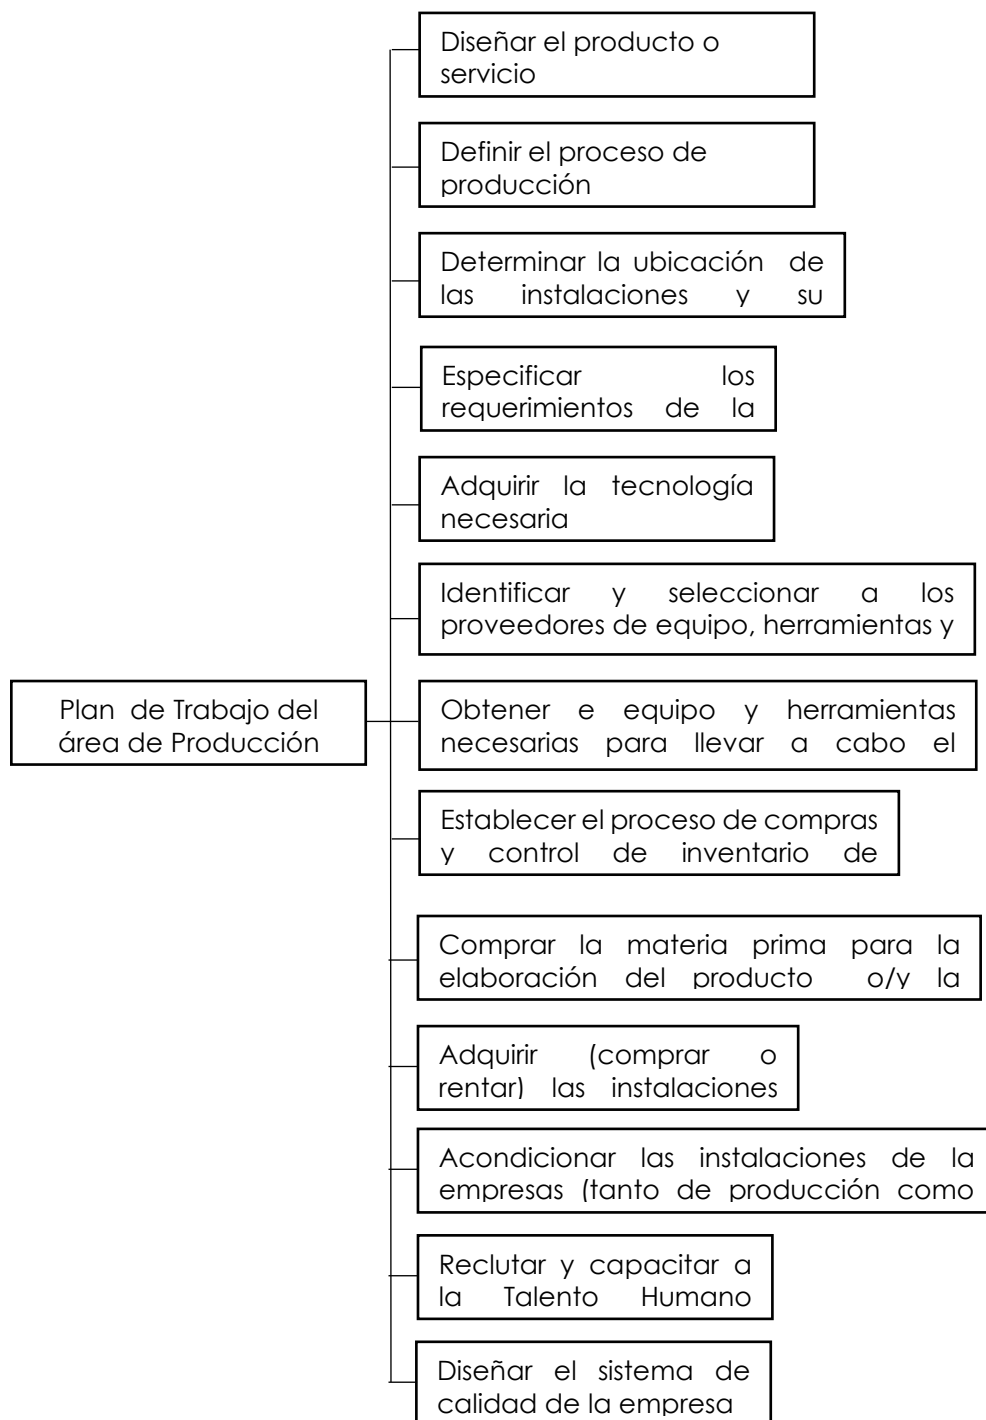 Diseñar el producto o
servicio
Definir el proceso de
producción
Determinar la ubicación de
las instalaciones y su
Especificar los
requerimientos de la
Adquirir la tecnología
necesaria
Identificar y seleccionar a los
proveedores de equipo, herramientas y
Plan de Trabajo del
área de Producción
Obtener e equipo y herramientas
necesarias para llevar a cabo el
Establecer el proceso de compras
y control de inventario de
Comprar la materia prima para la
elaboración del producto o/y la
Adquirir (comprar o
rentar) las instalaciones
Acondicionar las instalaciones de la
empresas (tanto de producción como
Reclutar y capacitar a
la Talento Humano
Diseñar el sistema de
calidad de la empresa